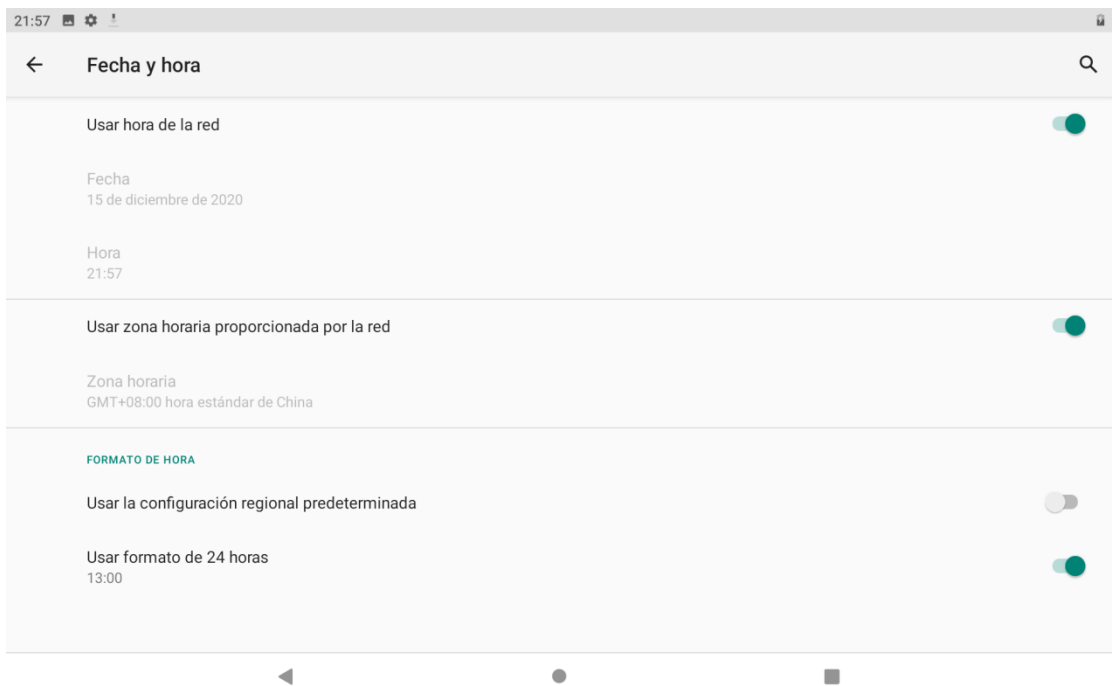 21:57
Fecha y hora
Usar hora de la red
Fecha
15 de diciembre de 2020
Hora
21:57
Usar zona horaria proporcionada por la red
Zona horaria
GMT+08:00 hora estándar de China
FORMATO DE HORA
Usar la configuración regional predeterminada
Usar formato de 24 horas
13:00